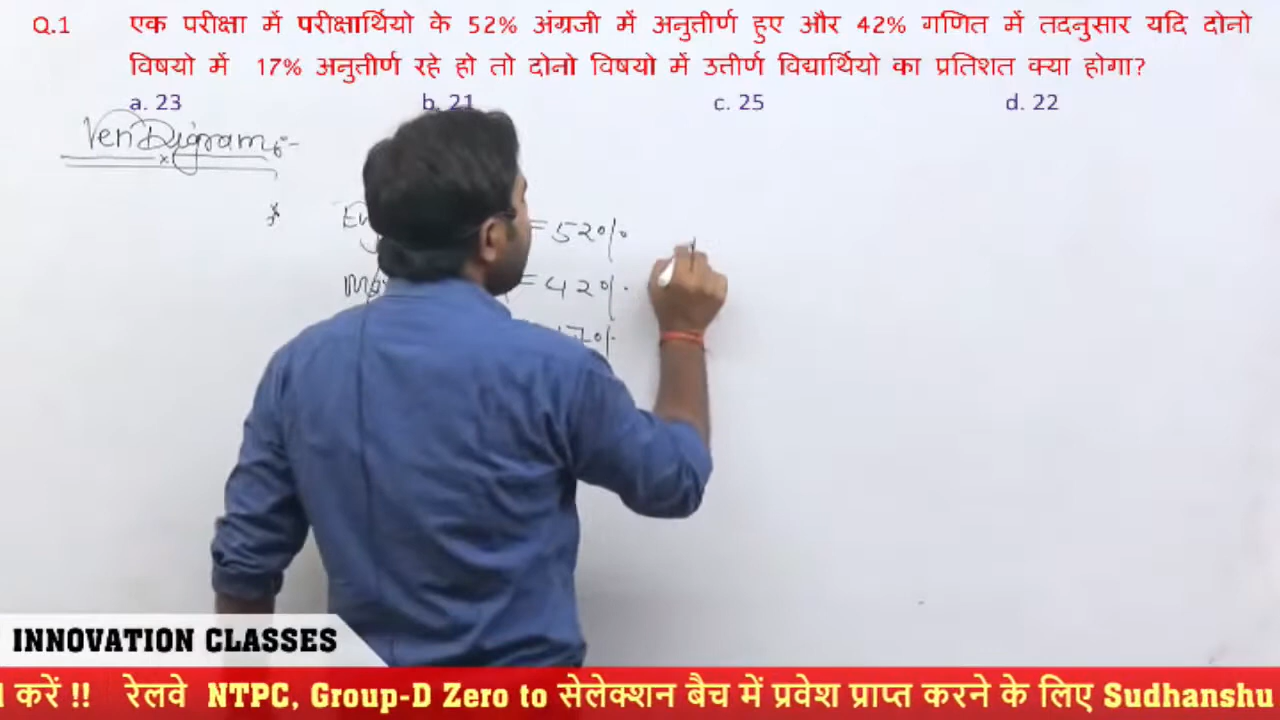 Q.1 एक परीक्षा में परीक्षार्थियो के 52% अंग्रजी में अनुत्तीर्ण हुए और 42% गणित में तदनुसार यदि दोनो
विषयो में 17% अनुत्तीर्ण रहे हो तो दोनो विषयो में उत्तीर्ण विद्यार्थियो का प्रतिशत क्या होगा?
a. 23 b. 21 c. 25 d. 22
Ven Digram :-
= 52%
= 42%
17%
INNOVATION CLASSES
करें !! रेलवे NTPC, Group-D Zero to सेलेक्शन बैच में प्रवेश प्राप्त करने के लिए Sudhanshu